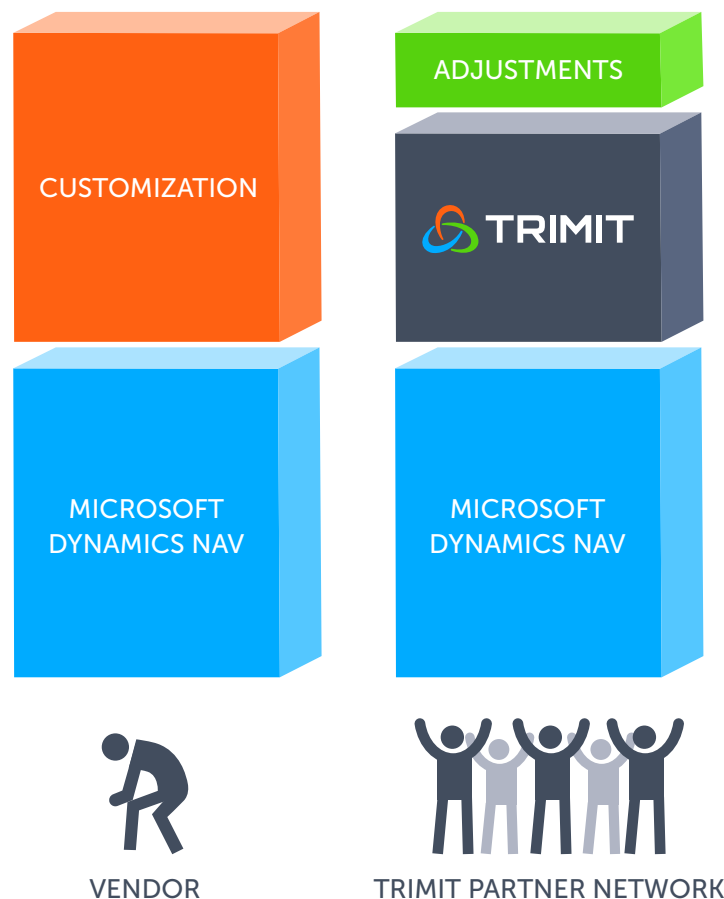 CUSTOMIZATION
MICROSOFT
DYNAMICS NAV
VENDOR
ADJUSTMENTS
TRIMIT
MICROSOFT
DYNAMICS NAV
TRIMIT PARTNER NETWORK